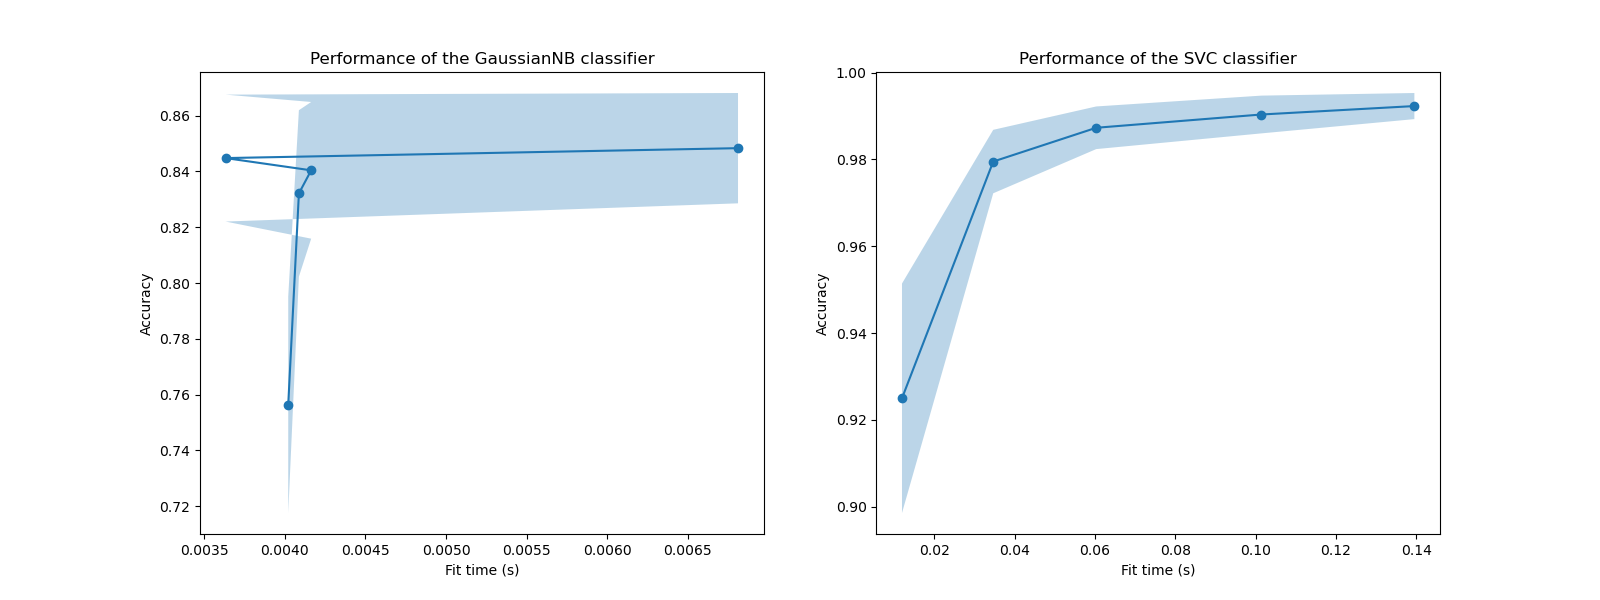 Performance of the GaussianNB classifier
0.86
0.84
0.82
0.80
0.78
0.76
0.74
0.72
Accuracy
0.0035 0.0040 0.0045 0.0050 0.0055 0.0060 0.0065
Fit time (s)
Performance of the SVC classifier
1.00
0.98
0.96
0.94
0.92
0.90
Accuracy
0.02 0.04 0.06 0.08 0.10 0.12 0.14
Fit time (s)